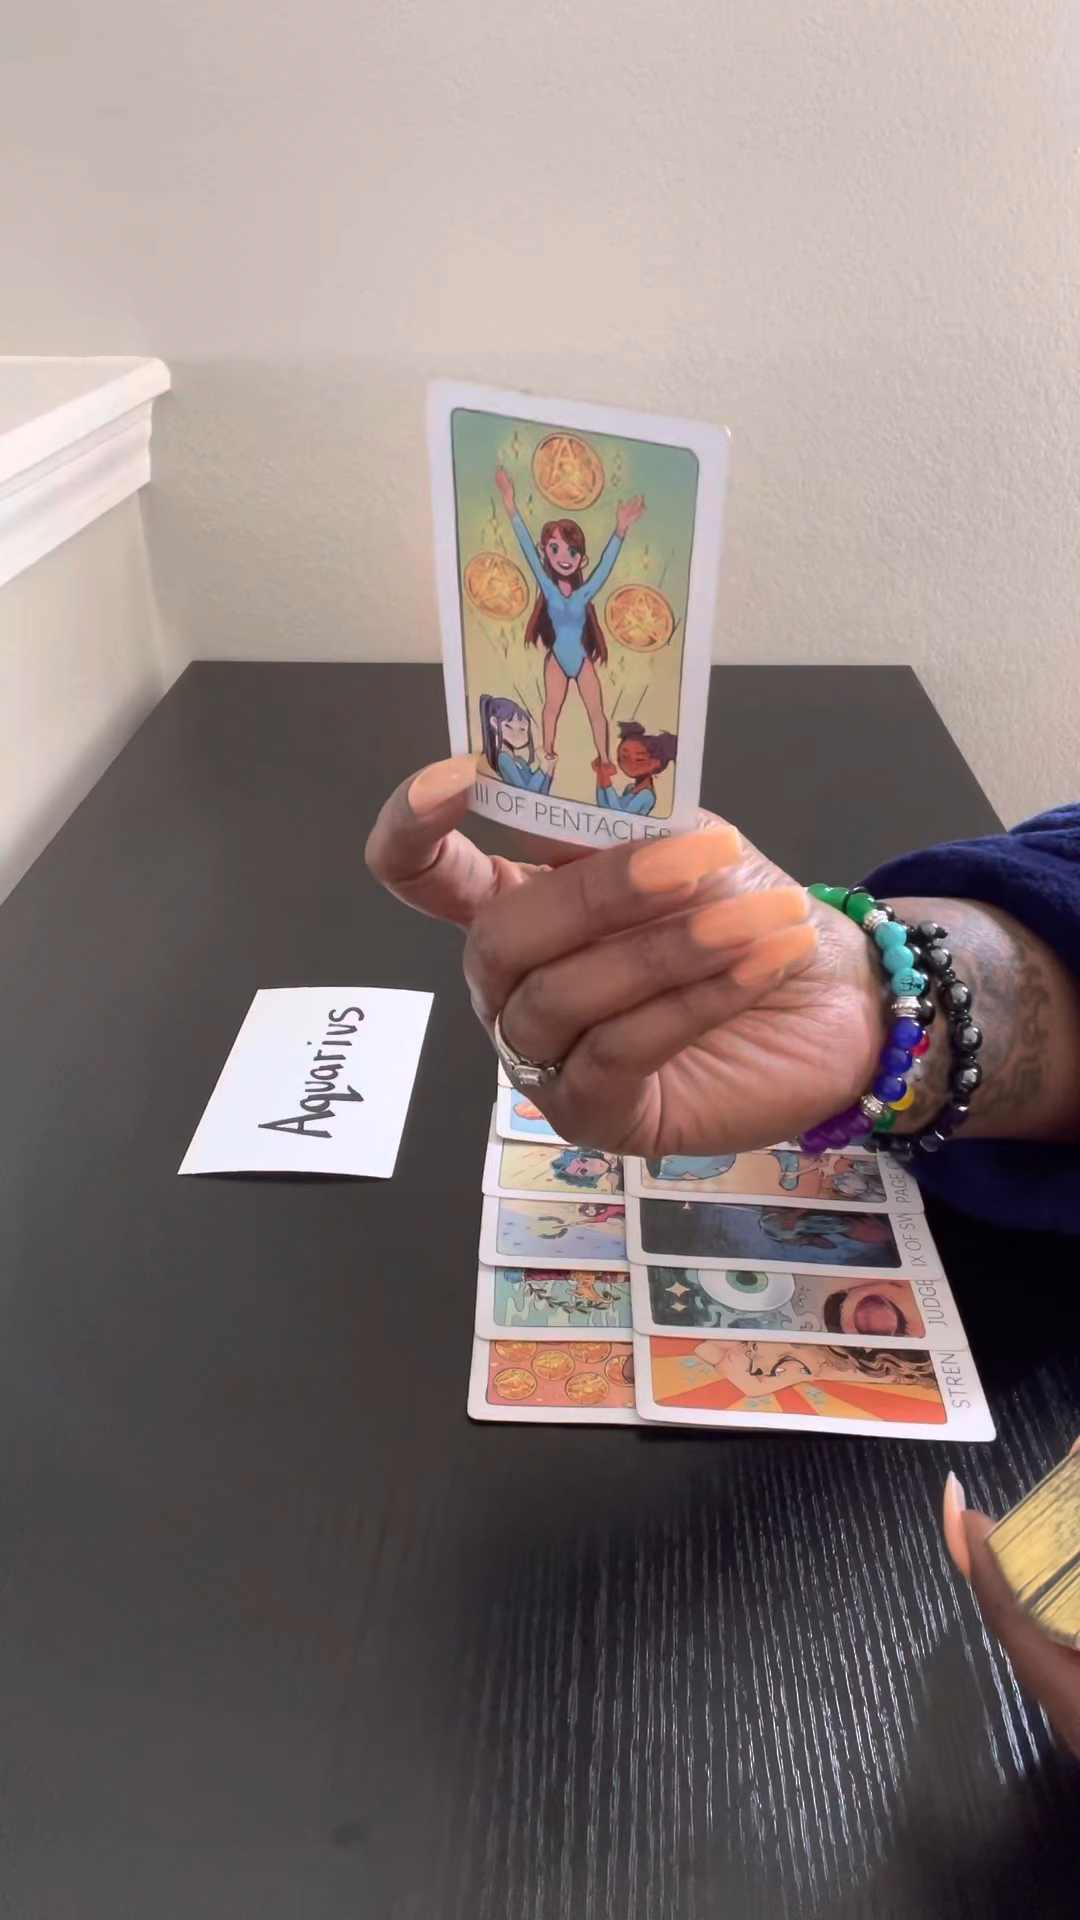 III OF PENTACLES
Aquarius
PAGE
IX OF SW
JUDGE
STREN